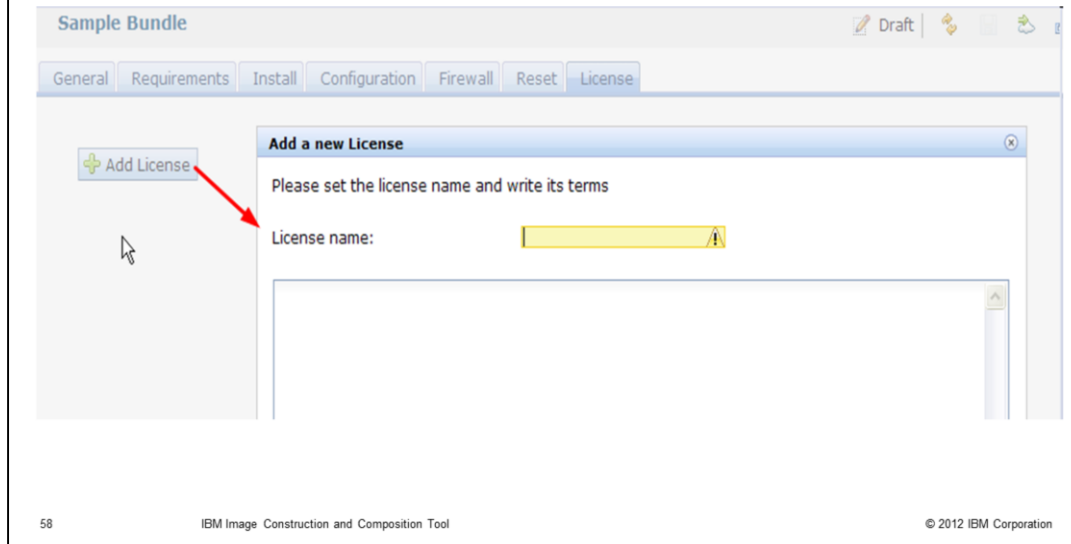 Sample Bundle
Draft
General Requirements Install Configuration Firewall Reset License
Add a new License
Add License
Please set the license name and write its terms
License name:
58 IBM Image Construction and Composition Tool © 2012 IBM Corporation